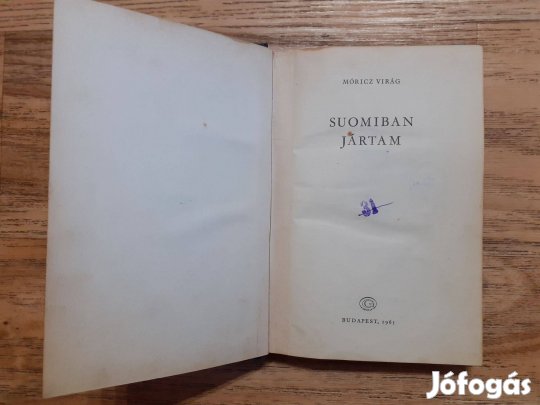 MÓRICZ VIRÁG
SUOMIBAN
JÁRTAM
BUDAPEST, 1961
Jófogás